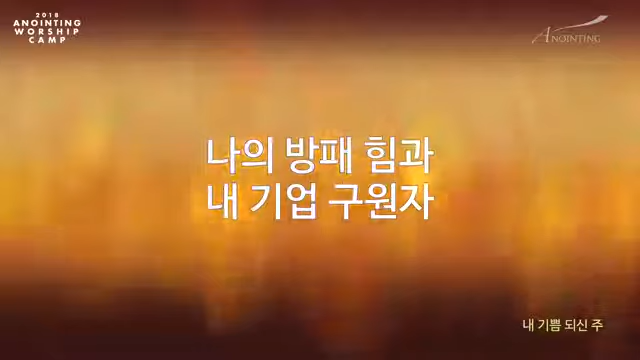 2018
ANOINTING
WORSHIP
CAMP
ANOINTING
나의 방패 힘과
내 기업 구원자
내 기쁨 되신 주